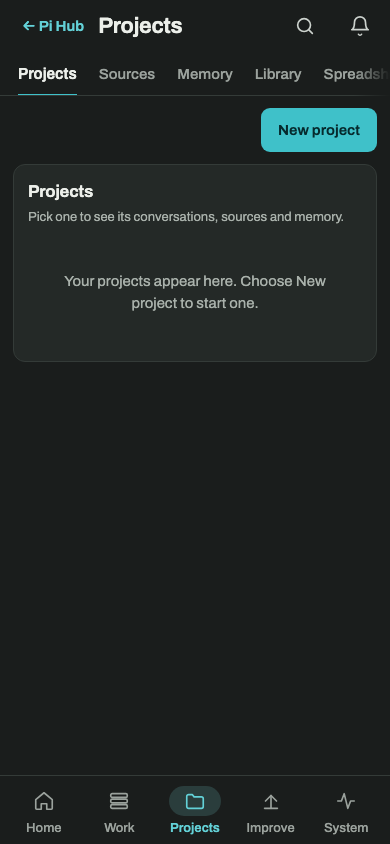 Pi Hub Projects
Projects Sources Memory Library
New project
Projects
Pick one to see its conversations, sources and memory.
Your projects appear here. Choose New
project to start one.
Home Work Projects Improve System